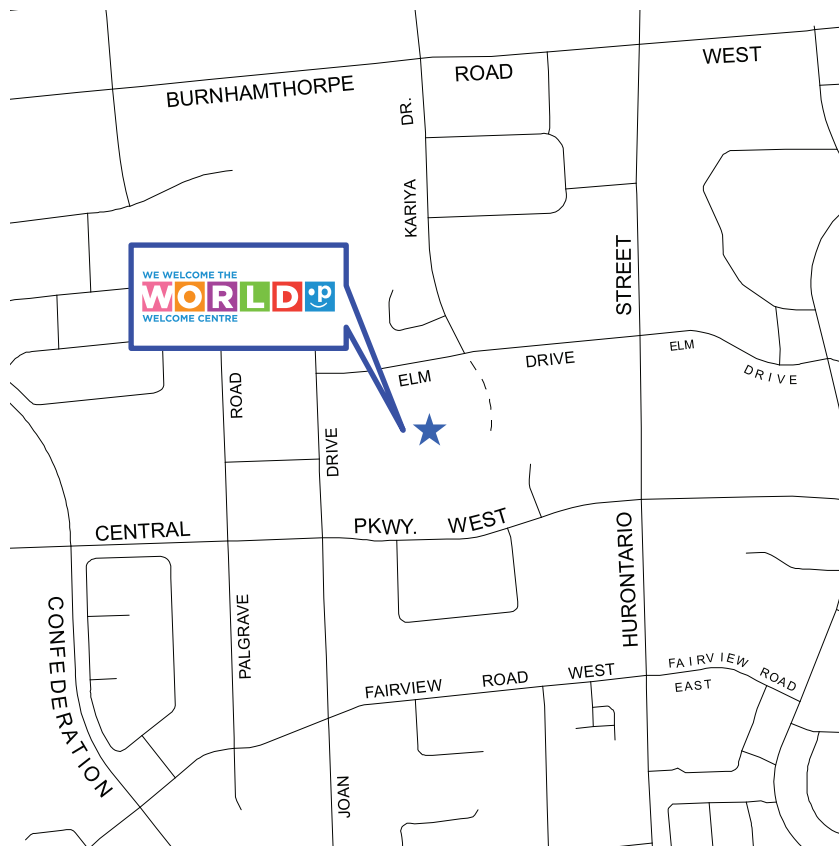 WEST
ROAD
BURNHAMTHORPE
KARIYA DR.
STREET
WE WELCOME THE
WORLD :P
WELCOME CENTRE
ELM
DRIVE
ELM
DRIVE
ROAD
DRIVE
CENTRAL
PKWY.
WEST
HURONTARIO
CONFEDERATION
PALGRAVE
FAIRVIEW
ROAD
WEST
FAIRVIEW ROAD
EAST
JOAN